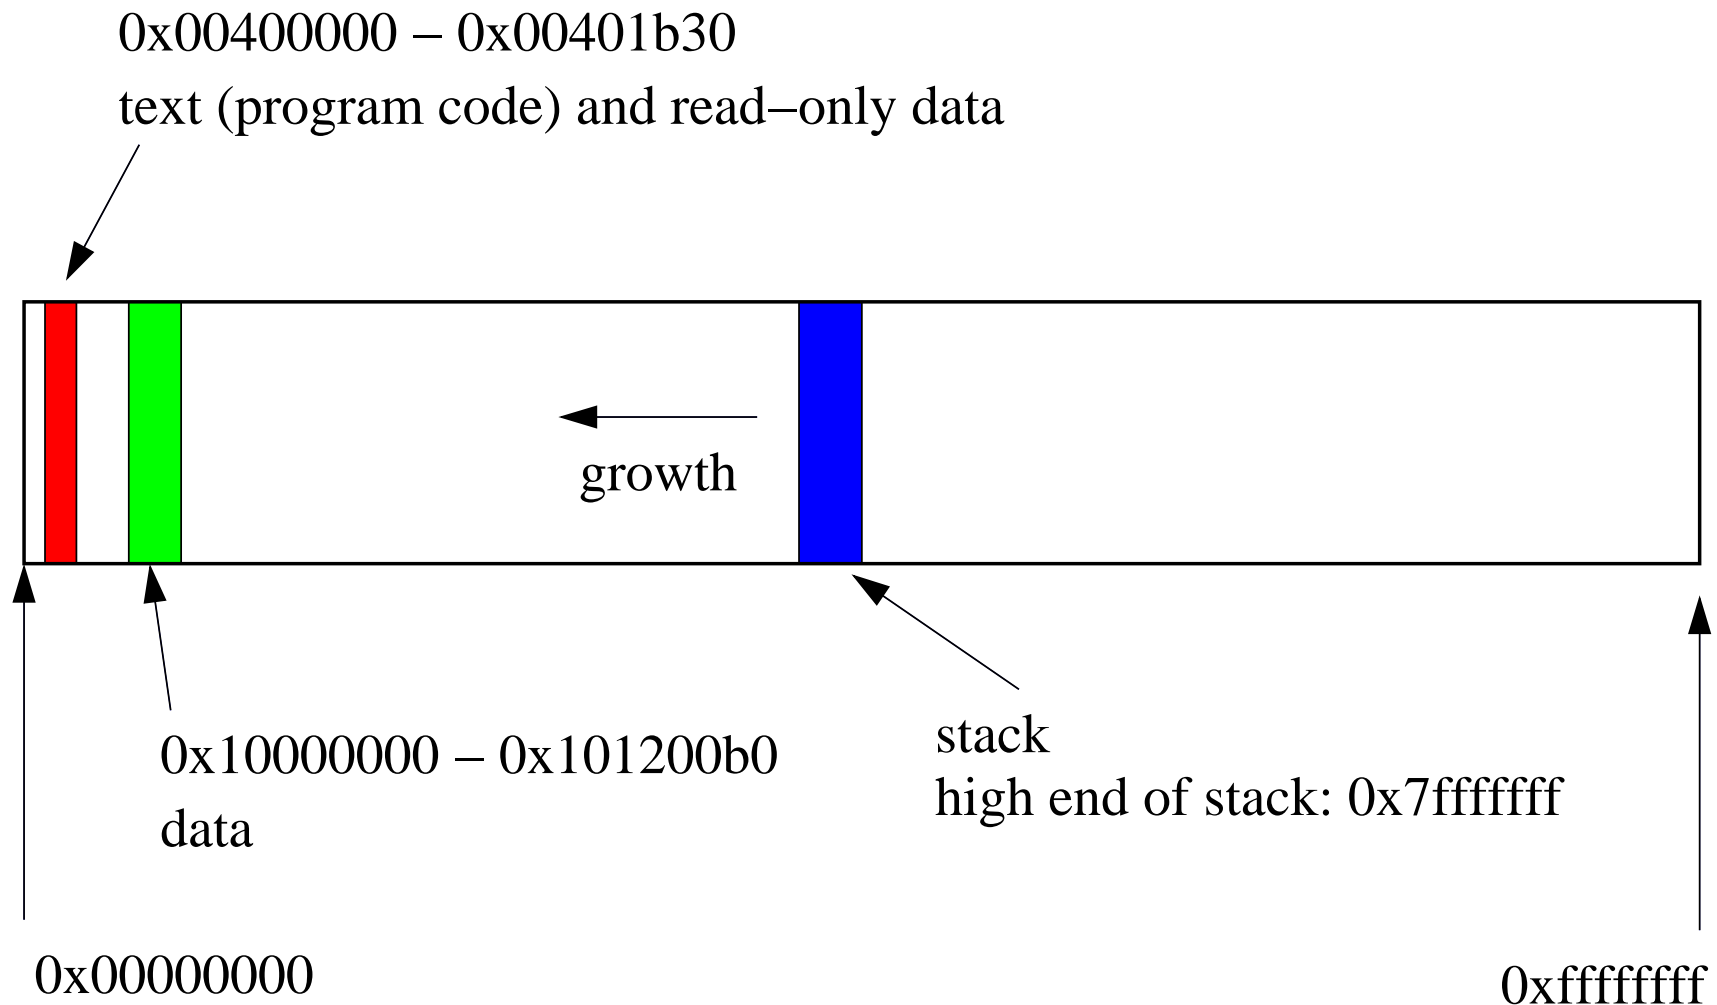 0x00400000 – 0x00401b30
text (program code) and read–only data
growth
0x10000000 – 0x101200b0
data
stack
high end of stack: 0x7fffffff
0x00000000
0xffffffff